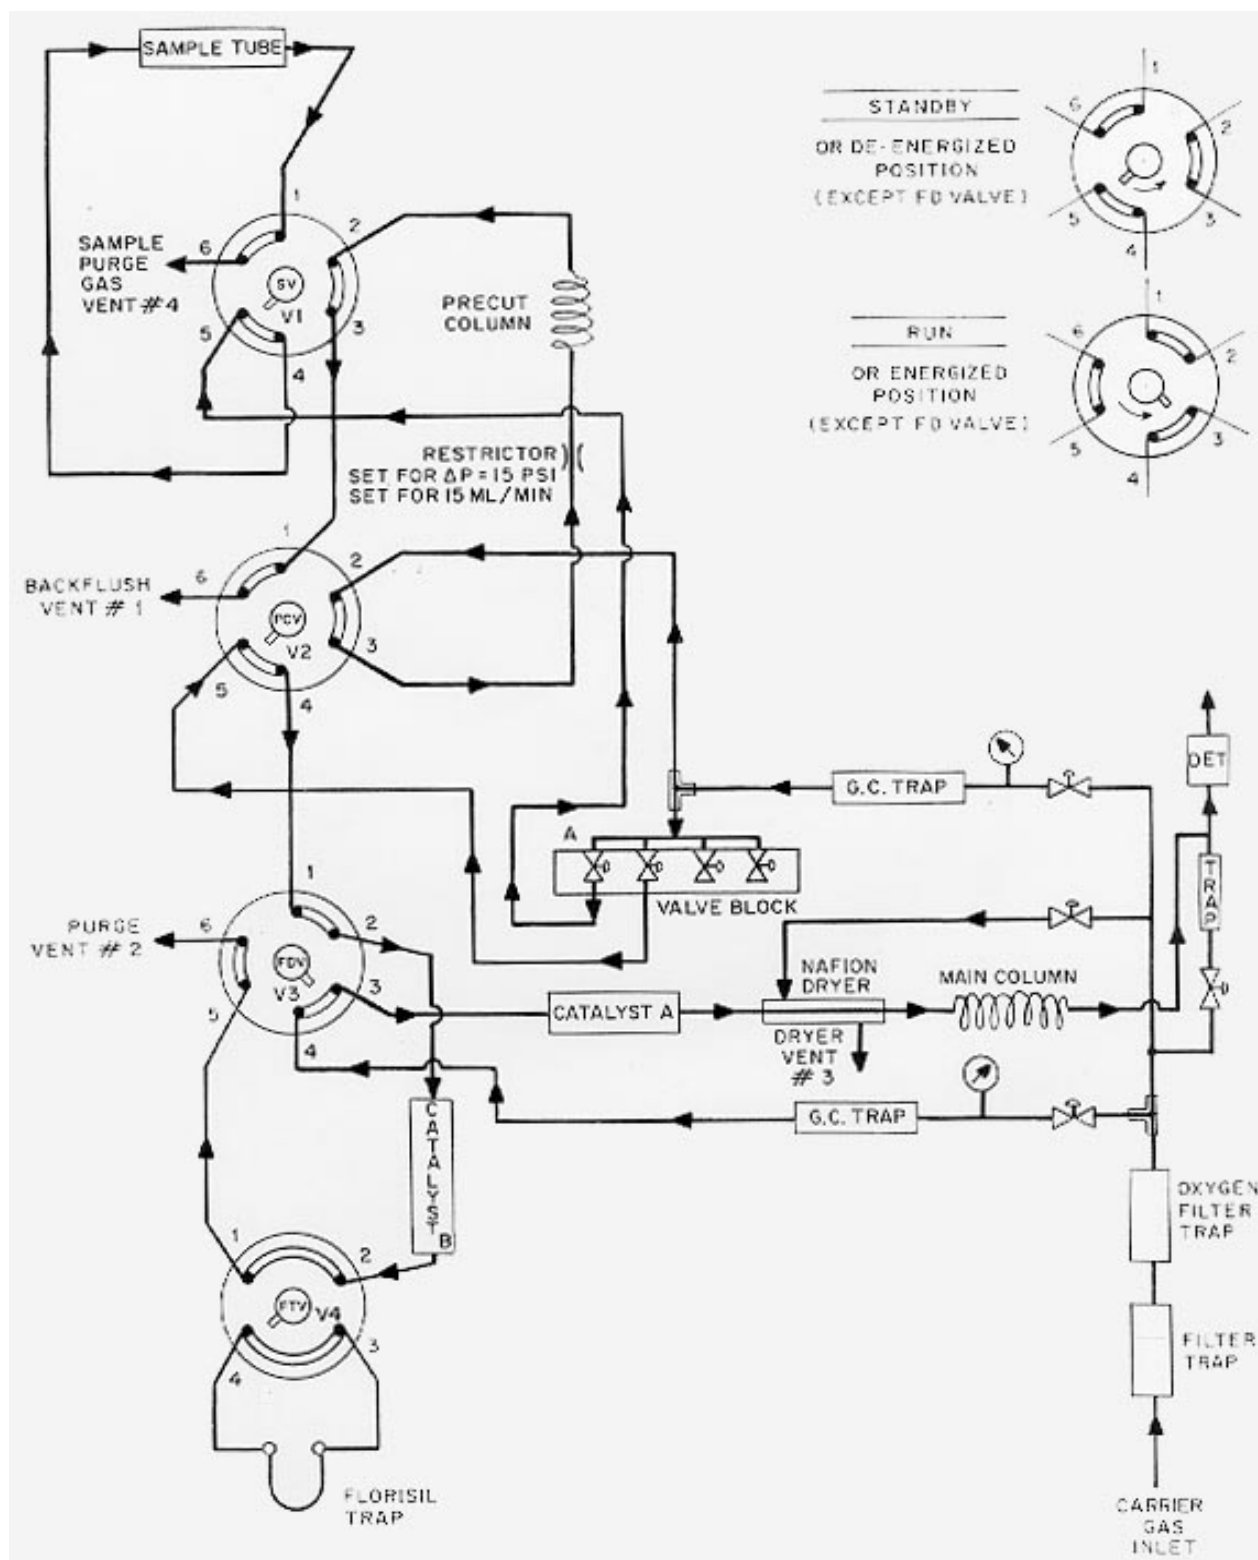 SAMPLE TUBE
STANDBY
OR DE-ENERGIZED
POSITION
(EXCEPT FD VALVE)
1
2
3
4
5
6
RUN
OR ENERGIZED
POSITION
(EXCEPT FD VALVE)
1
2
3
4
5
6
SAMPLE
PURGE
GAS
VENT #4
1
2
3
4
5
6
SV
V1
PRECUT
COLUMN
RESTRICTOR
SET FOR ΔP = 15 PSI
SET FOR 15 ML/MIN
BACKFLUSH
VENT # 1
1
2
3
4
5
6
PCV
V2
G.C. TRAP
DET
TRAP
A
VALVE BLOCK
PURGE
VENT # 2
1
2
3
4
5
6
FDV
V3
CATALYST A
NAFION
DRYER
DRYER
VENT
# 3
MAIN COLUMN
G.C. TRAP
CATALYST B
1
2
3
4
FTV
V4
FLORISIL
TRAP
OXYGEN
FILTER
TRAP
FILTER
TRAP
CARRIER
GAS
INLET